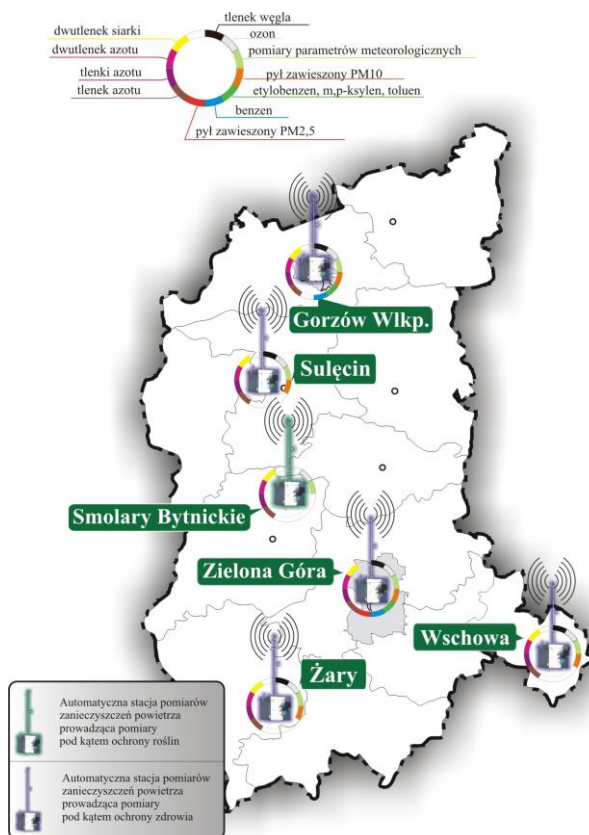 tlenek węgla
dwutlenek siarki
ozon
dwutlenek azotu
pomiary parametrów meteorologicznych
tlenki azotu
pył zawieszony PM10
tlenek azotu
etylobenzen, m,p-ksylen, toluen
benzen
pył zawieszony PM2,5
Gorzów Wlkp.
Sulęcin
Smolary Bytnickie
Zielona Góra
Wschowa
Żary
Automatyczna stacja pomiarów
zanieczyszczeń powietrza
prowadząca pomiary
pod kątem ochrony roślin
Automatyczna stacja pomiarów
zanieczyszczeń powietrza
prowadząca pomiary
pod kątem ochrony zdrowia